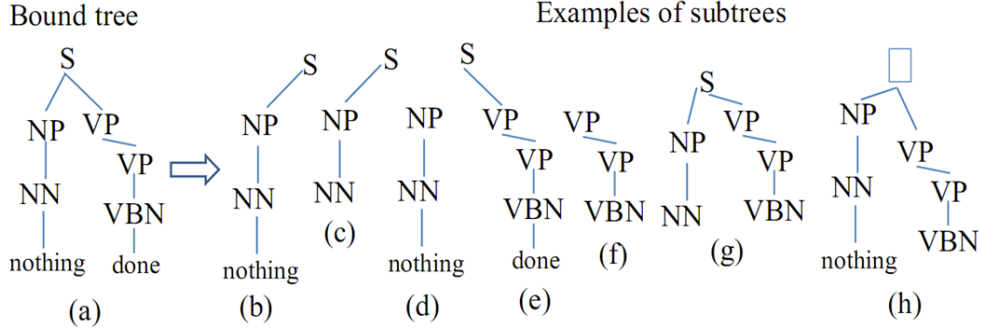 Bound tree Examples of subtrees
S S S S S
NP VP NP NP NP VP VP NP VP NP VP
NN VP NN NN NN VP VP NN VP NN VP
VBN VBN VBN VBN VBN
nothing done nothing nothing done nothing
(a) (b) (c) (d) (e) (f) (g) (h)